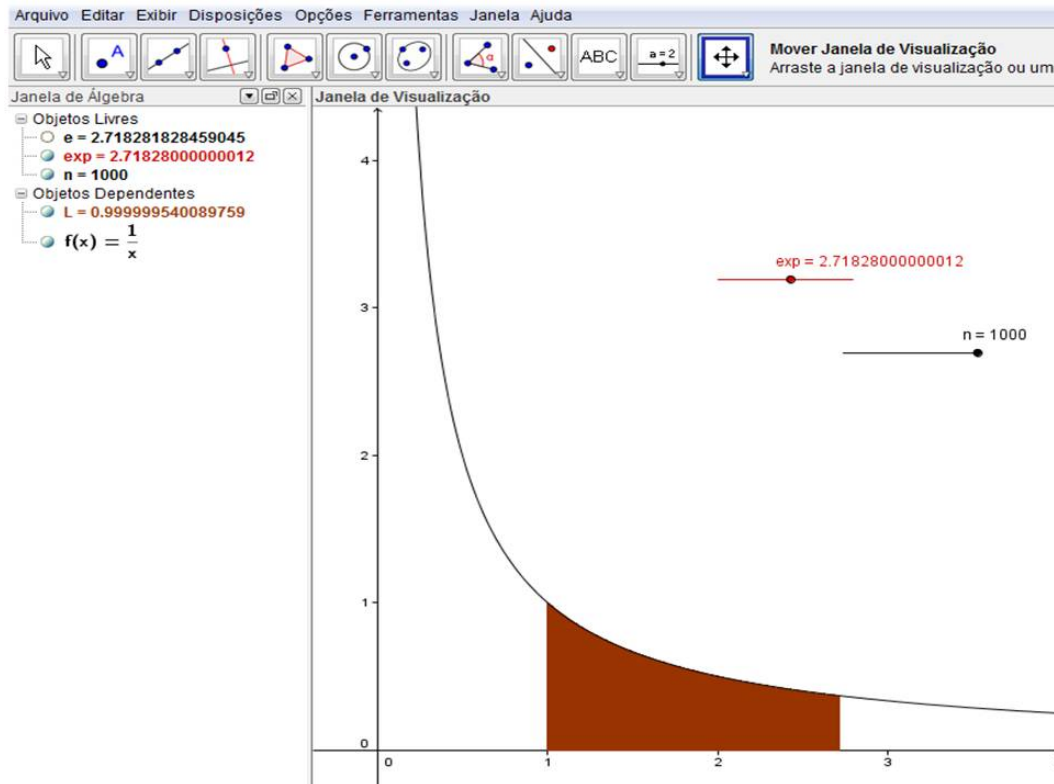 Arquivo Editar Exibir Disposições Opções Ferramentas Janela Ajuda
A
α
ABC
a = 2
Mover Janela de Visualização
Arraste a janela de visualização ou um
Janela de Álgebra
Janela de Visualização
Objetos Livres
e = 2.718281828459045
exp = 2.71828000000012
n = 1000
Objetos Dependentes
L = 0.999999540089759
f(x) = 1/x
4
exp = 2.71828000000012
3
n = 1000
2
1
0
0 1 2 3